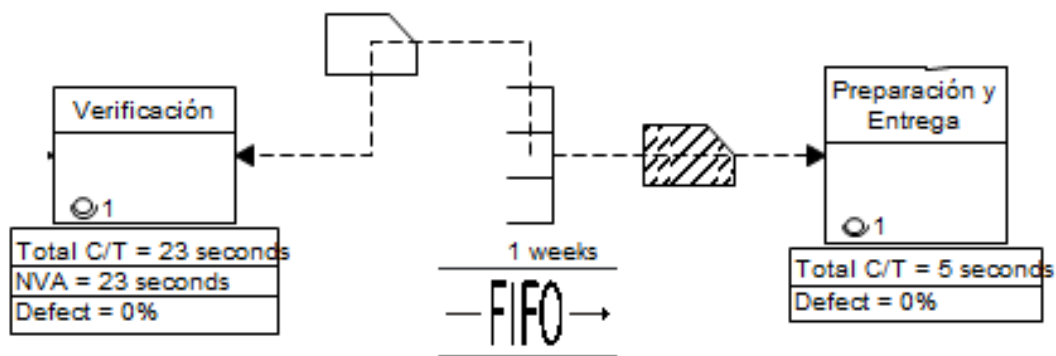 Verificación
1
Total C/T = 23 seconds
NVA = 23 seconds
Defect = 0%
1 weeks
FIFO
Preparación y
Entrega
1
Total C/T = 5 seconds
Defect = 0%